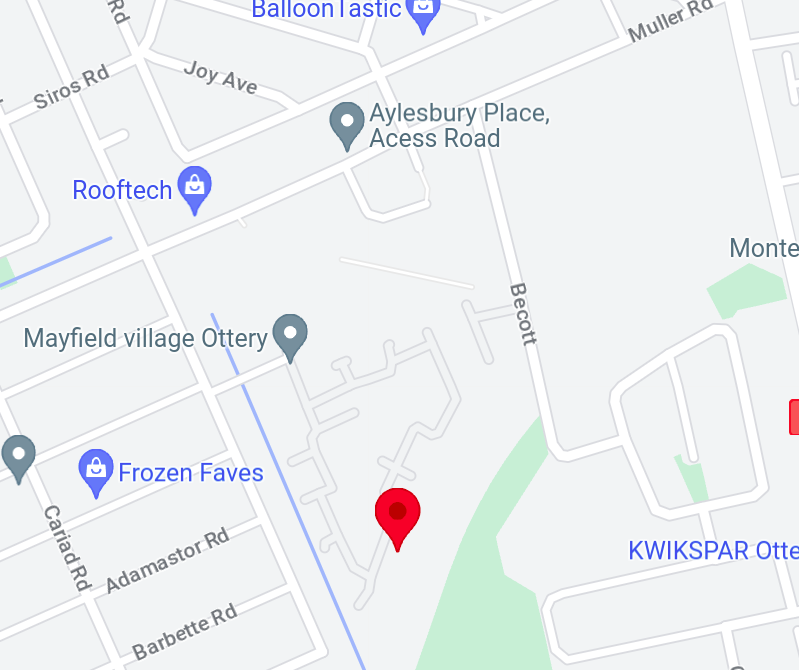 BalloonTastic
Rd
Muller Rd
Joy Ave
Siros Rd
Aylesbury Place,
Acess Road
Rooftech
Monte
Becott
Mayfield village Ottery
Frozen Faves
Cariad Rd
Adamastor Rd
KWIKSPAR Otte
Barbette Rd